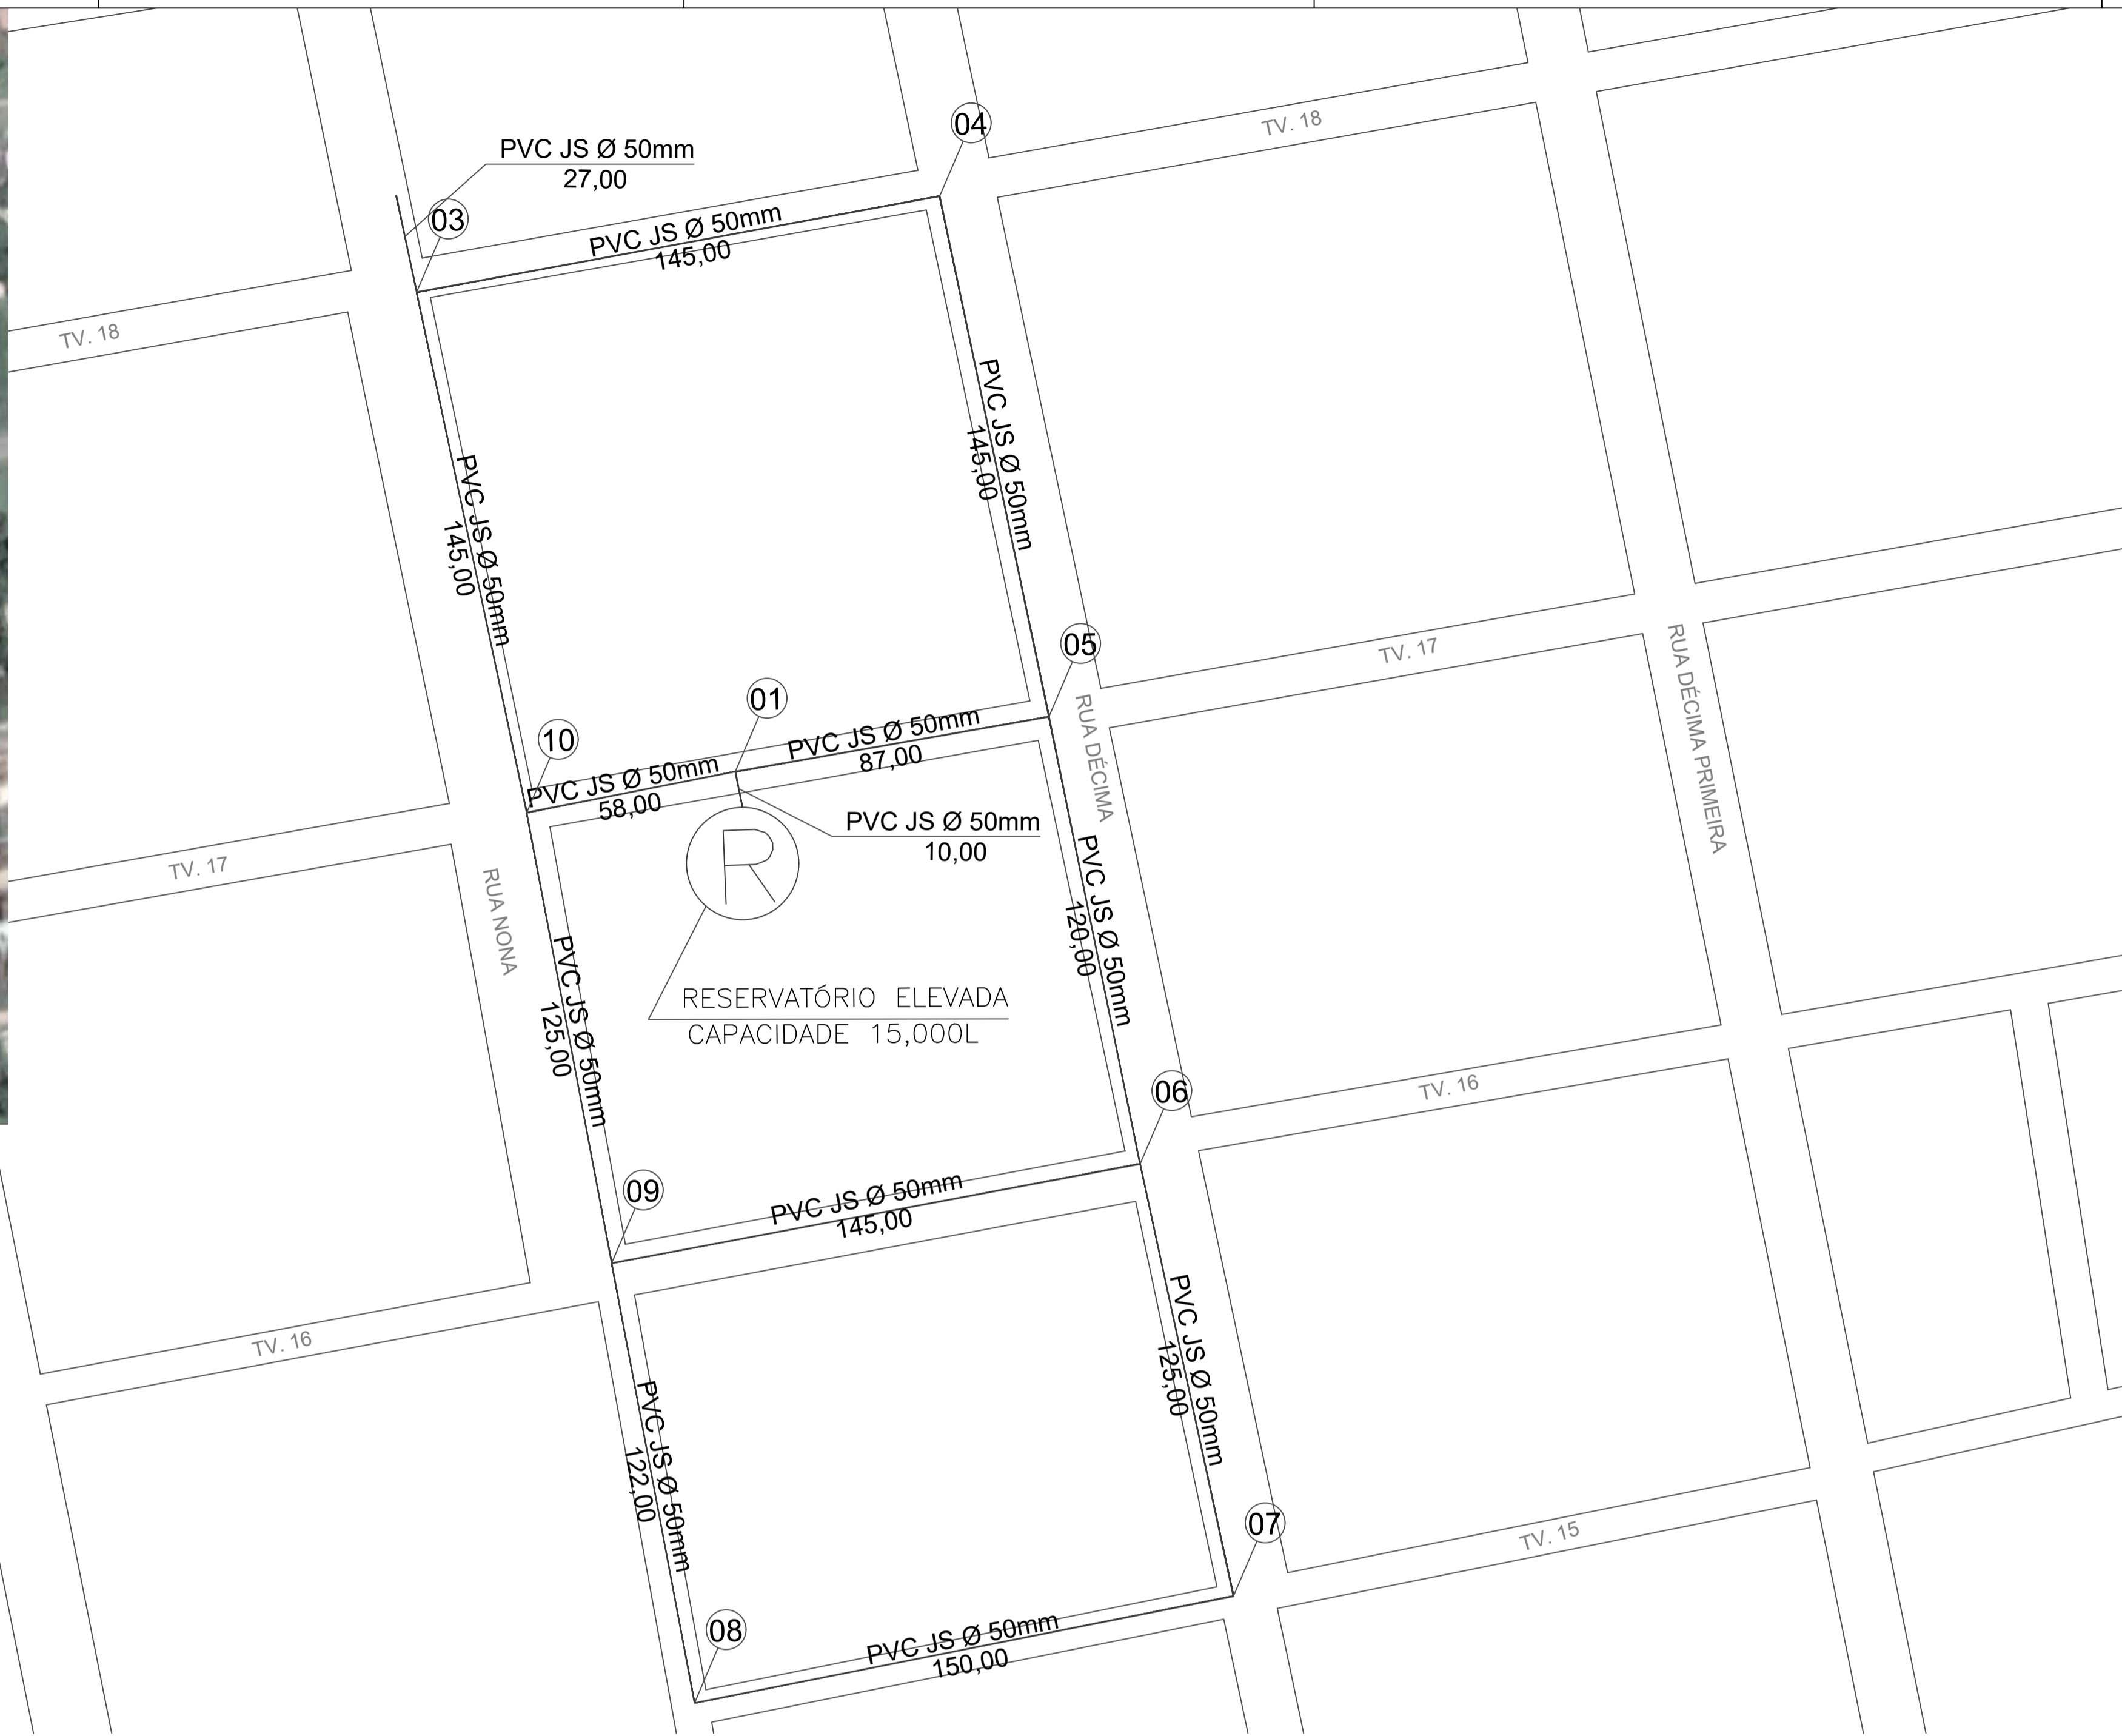 04
TV. 18
PVC JS Ø 50mm
27,00
03
PVC JS Ø 50mm
145,00
TV. 18
PVC JS Ø 50mm
145,00
PVC JS Ø 50mm
145,00
05
TV. 17
RUA DÉCIMA PRIMEIRA
01
RUA DÉCIMA
10
PVC JS Ø 50mm
87,00
PVC JS Ø 50mm
58,00
PVC JS Ø 50mm
10,00
R
TV. 17
RUA NONA
PVC JS Ø 50mm
120,00
PVC JS Ø 50mm
125,00
RESERVATÓRIO ELEVADA
CAPACIDADE 15,000L
06
TV. 16
09
PVC JS Ø 50mm
145,00
TV. 16
PVC JS Ø 50mm
125,00
PVC JS Ø 50mm
122,00
07
TV. 15
08
PVC JS Ø 50mm
150,00